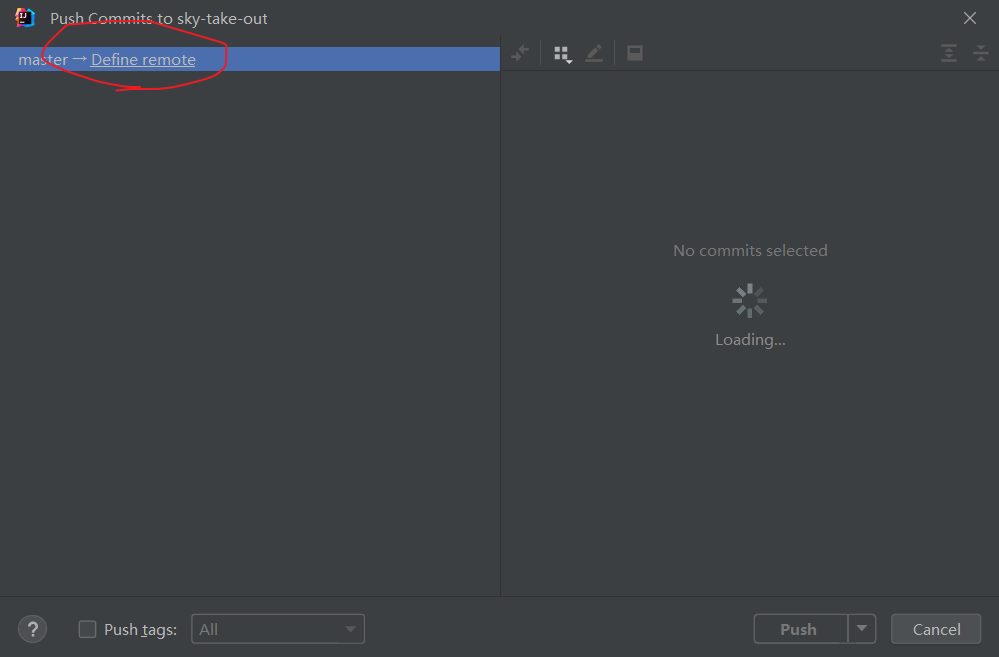 Push Commits to sky-take-out
master → Define remote
No commits selected
Loading...
? Push tags: All Push Cancel